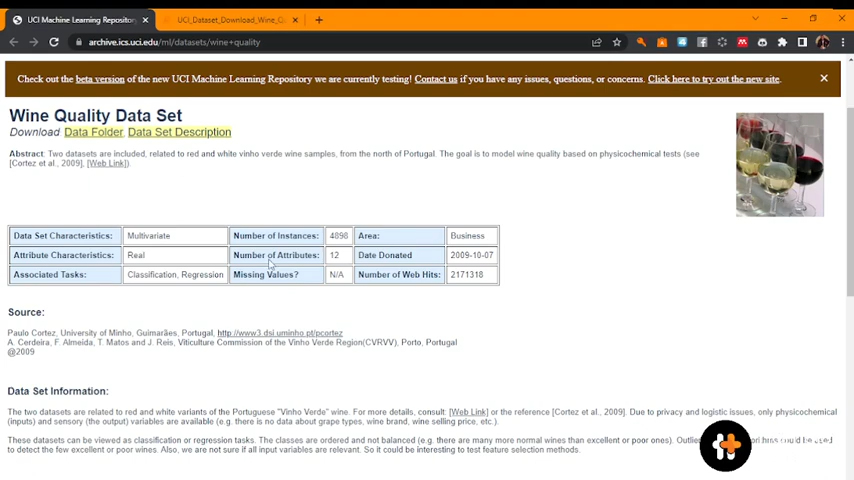 UCI Machine Learning Repository
UCI_Dataset_Download_Wine_Q
archive.ics.uci.edu/ml/datasets/wine+quality
Check out the beta version of the new UCI Machine Learning Repository we are currently testing! Contact us if you have any issues, questions, or concerns. Click here to try out the new site.
Wine Quality Data Set
Download: Data Folder, Data Set Description
Abstract: Two datasets are included, related to red and white vinho verde wine samples, from the north of Portugal. The goal is to model wine quality based on physicochemical tests (see
[Cortez et al., 2009], [Web Link]).
Data Set Characteristics: Multivariate Number of Instances: 4898 Area: Business
Attribute Characteristics: Real Number of Attributes: 12 Date Donated 2009-10-07
Associated Tasks: Classification, Regression Missing Values? N/A Number of Web Hits: 2171318
Source:
Paulo Cortez, University of Minho, Guimarães, Portugal, http://www3.dsi.uminho.pt/pcortez
A. Cerdeira, F. Almeida, T. Matos and J. Reis, Viticulture Commission of the Vinho Verde Region(CVRVV), Porto, Portugal
@2009
Data Set Information:
The two datasets are related to red and white variants of the Portuguese "Vinho Verde" wine. For more details, consult: [Web Link] or the reference [Cortez et al., 2009]. Due to privacy and logistic issues, only physicochemical
(inputs) and sensory (the output) variables are available (e.g. there is no data about grape types, wine brand, wine selling price, etc.).
These datasets can be viewed as classification or regression tasks. The classes are ordered and not balanced (e.g. there are many more normal wines than excellent or poor ones). Outlier could be used
to detect the few excellent or poor wines. Also, we are not sure if all input variables are relevant. So it could be interesting to test feature selection methods.